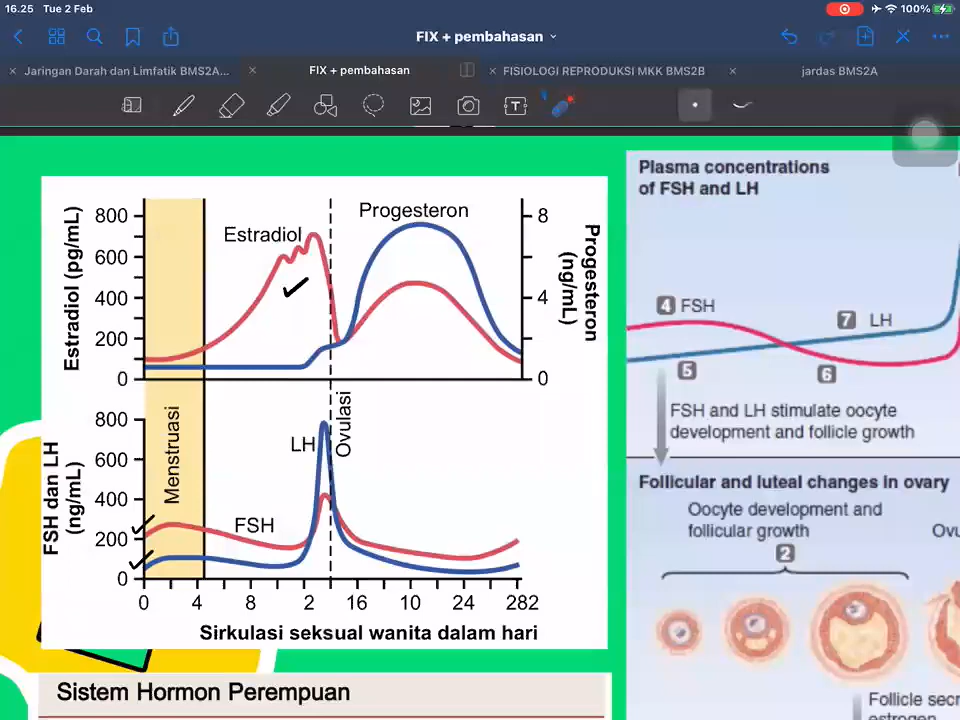 16.25 Tue 2 Feb
100%
FIX + pembahasan
Jaringan Darah dan Limfatik BMS2A...
FIX + pembahasan
FISIOLOGI REPRODUKSI MKK BMS2B
jardas BMS2A
Estradiol (pg/mL)
800
600
400
200
0
Estradiol
Progesteron
8
4
0
Progesteron
(ng/mL)
FSH dan LH
(ng/mL)
800
600
400
200
0
Menstruasi
FSH
LH
Ovulasi
0 4 8 2 16 10 24 282
Sirkulasi seksual wanita dalam hari
Sistem Hormon Perempuan
Plasma concentrations
of FSH and LH
4 FSH
7 LH
5
6
FSH and LH stimulate oocyte
development and follicle growth
Follicular and luteal changes in ovary
Oocyte development and
follicular growth
Ovu
2
Follicle secr
estrogen